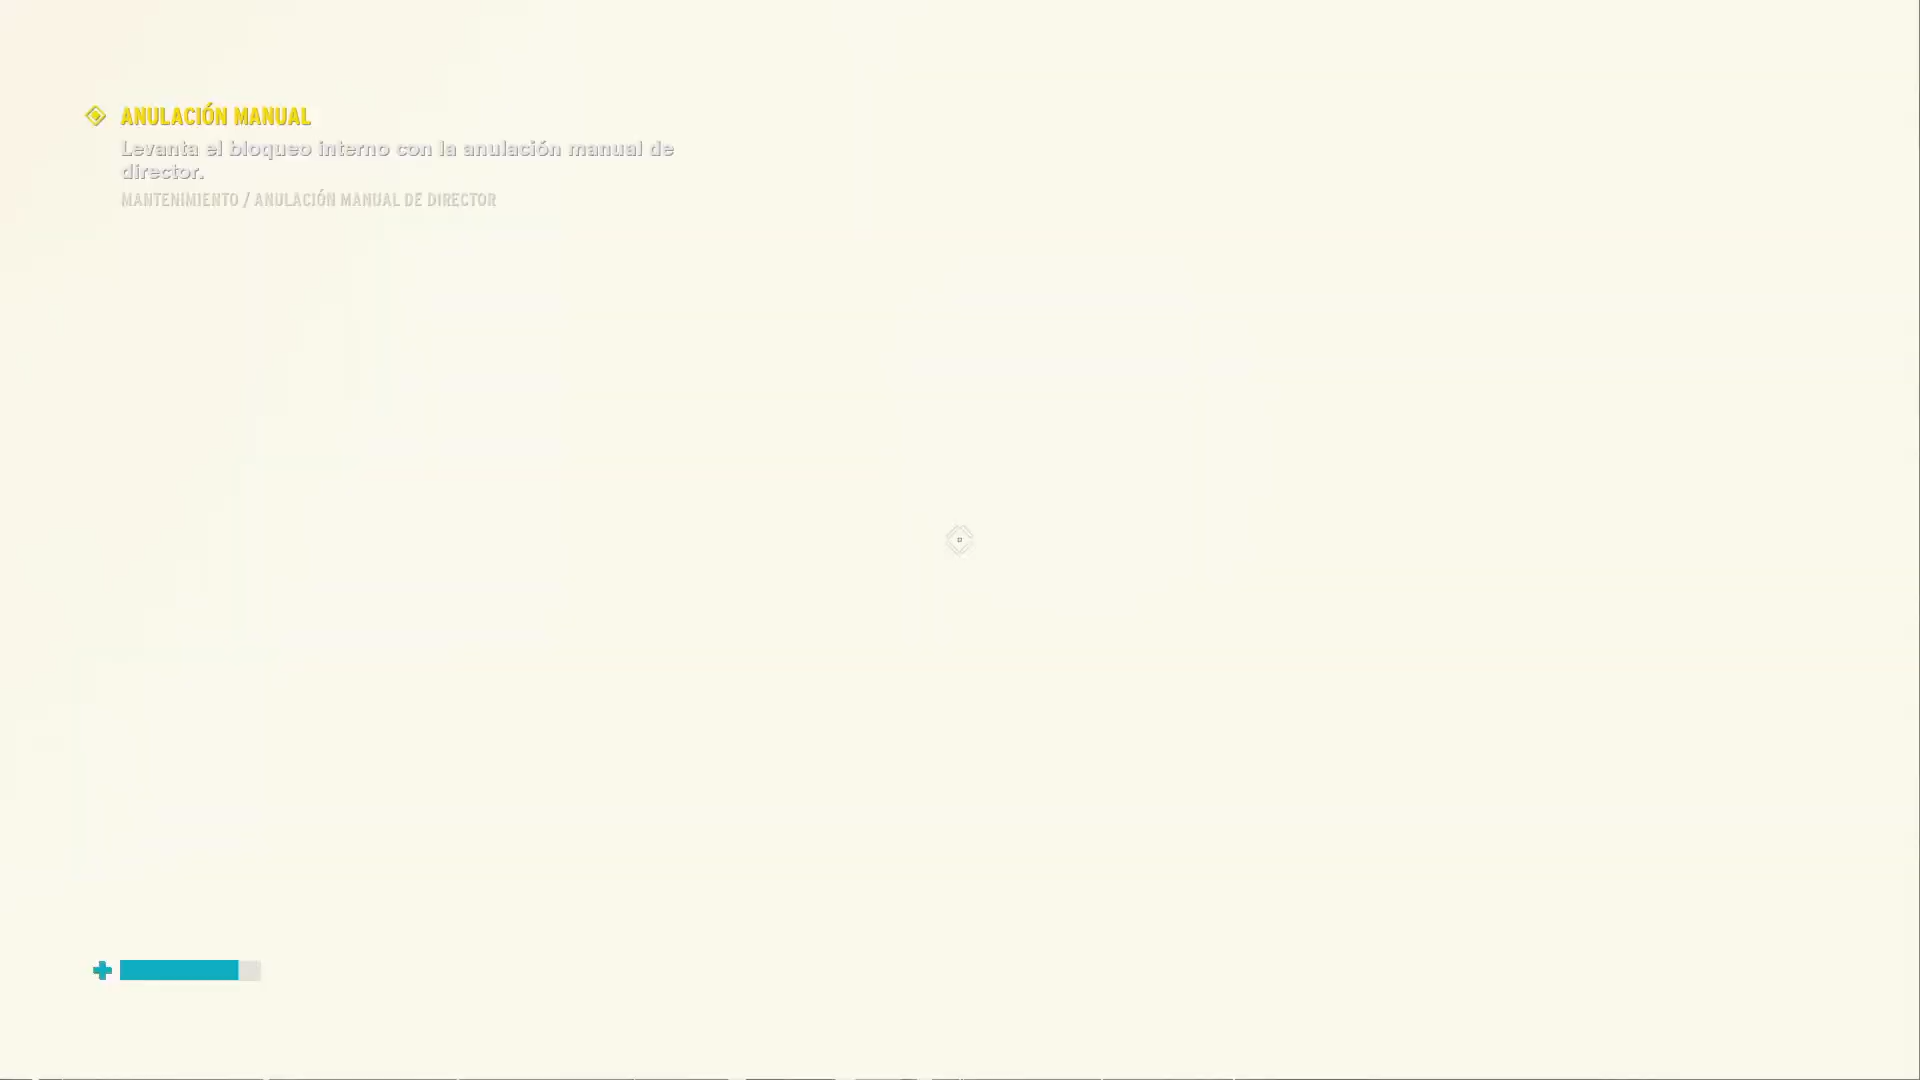 ANULACIÓN MANUAL
Levanta el bloqueo interno con la anulación manual de
director.
MANTENIMIENTO / ANULACIÓN MANUAL DE DIRECTOR